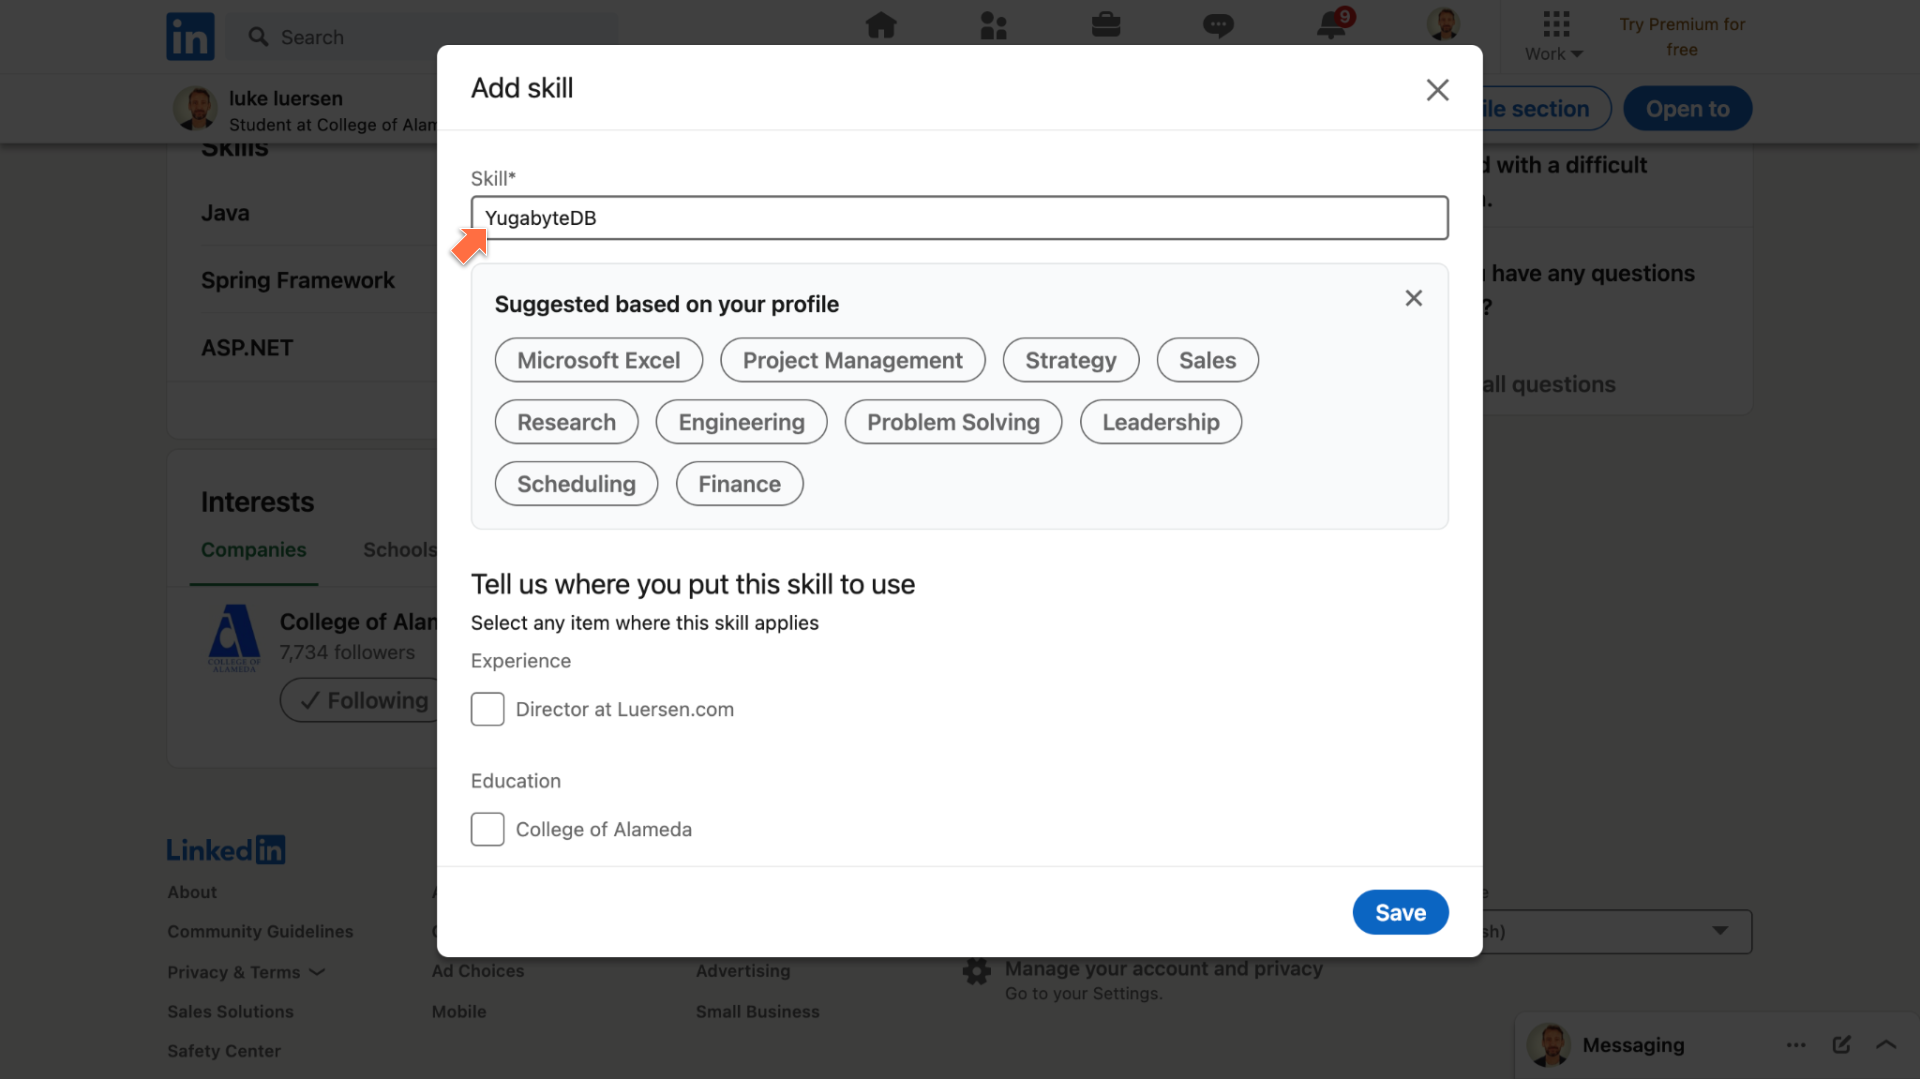 in
Search
9
Work
Try Premium for
free
luke luersen
Student at College of Alam
ile section
Open to
Add skill
Skills
Java
Spring Framework
ASP.NET
Skill*
YugabyteDB
Suggested based on your profile
Microsoft Excel
Project Management
Strategy
Sales
Research
Engineering
Problem Solving
Leadership
Scheduling
Finance
d with a difficult
have any questions
?
all questions
Interests
Companies
Schools
COLLEGE OF
ALAMEDA
College of Alam
7,734 followers
Following
Tell us where you put this skill to use
Select any item where this skill applies
Experience
Director at Luersen.com
Education
College of Alameda
Save
Linked in
About
Community Guidelines
Privacy & Terms
Ad Choices
Advertising
Sales Solutions
Mobile
Small Business
Safety Center
Manage your account and privacy
Go to your Settings.
sh)
Messaging